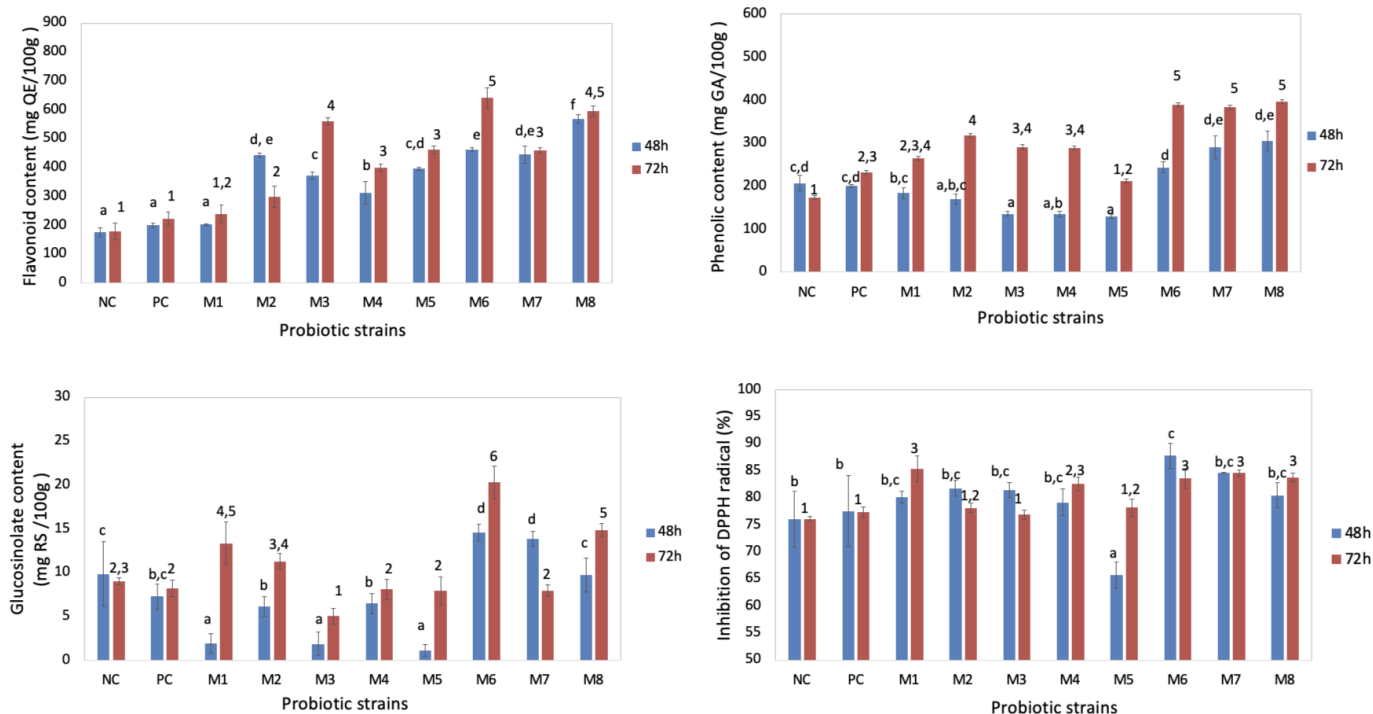 Flavonoid content (mg QE/100g)
900
800
700
600
500
400
300
200
100
0
a 1
a 1
a 1,2
d, e 2
c 4
b 3
c,d 3
e 5
d,e 3
f 4,5
NC PC M1 M2 M3 M4 M5 M6 M7 M8
Probiotic strains
48h
72h
Phenolic content (mg GA/100g)
600
500
400
300
200
100
0
c,d 1
c,d 2,3
b,c 2,3,4
a,b,c 4
a 3,4
a,b 3,4
a 1,2
d 5
d,e 5
d,e 5
NC PC M1 M2 M3 M4 M5 M6 M7 M8
Probiotic strains
48h
72h
Glucosinolate content
(mg RS /100g)
30
25
20
15
10
5
0
c 2,3
b,c 2
a 4,5
b 3,4
a 1
b 2
a 2
d 6
d 2
c 5
NC PC M1 M2 M3 M4 M5 M6 M7 M8
Probiotic strains
48h
72h
Inhibition of DPPH radical (%)
100
95
90
85
80
75
70
65
60
55
50
b 1
b 1
b,c 3
b,c 1,2
b,c 1
b,c 2,3
a 1,2
c 3
b,c 3
b,c 3
NC PC M1 M2 M3 M4 M5 M6 M7 M8
Probiotic strains
48h
72h